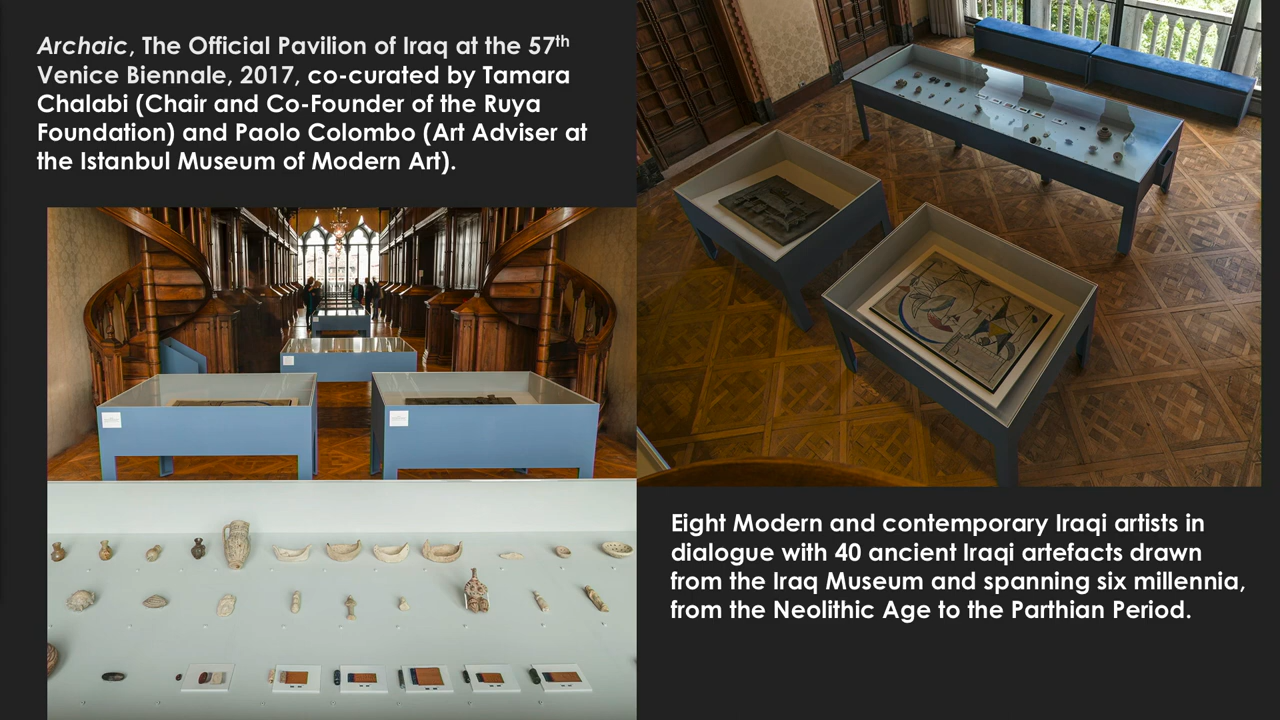 Archaic, The Official Pavilion of Iraq at the 57th
Venice Biennale, 2017, co-curated by Tamara
Chalabi (Chair and Co-Founder of the Ruya
Foundation) and Paolo Colombo (Art Adviser at
the Istanbul Museum of Modern Art).
Eight Modern and contemporary Iraqi artists in
dialogue with 40 ancient Iraqi artefacts drawn
from the Iraq Museum and spanning six millennia,
from the Neolithic Age to the Parthian Period.